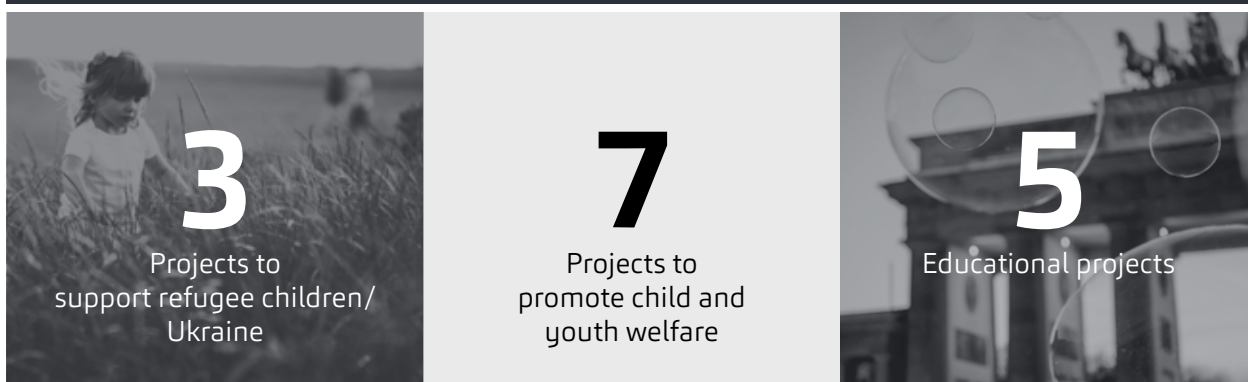 3
Projects to
support refugee children/
Ukraine
7
Projects to
promote child and
youth welfare
5
Educational projects